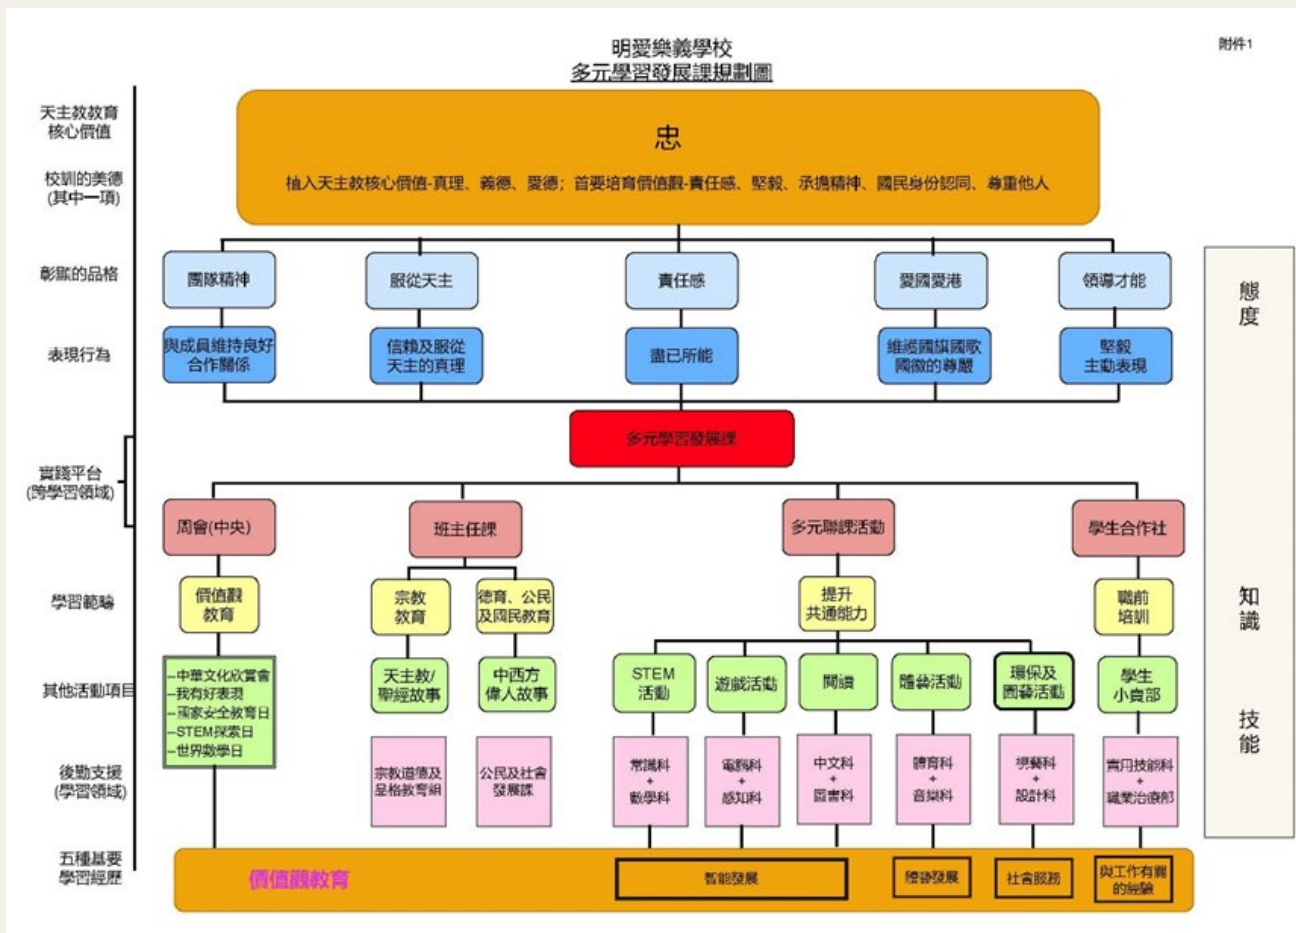 附件1
明愛樂義學校
多元學習發展課規劃圖
天主教教育
核心價值
校訓的美德
(其中一項)
忠
植入天主教核心價值-真理、義德、愛德；首要培育價值觀-責任感、堅毅、承擔精神、國民身份認同、尊重他人
彰顯的品格
團隊精神
服從天主
責任感
愛國愛港
領導才能
態度
表現行為
與成員維持良好
合作關係
信賴及服從
天主的真理
盡已所能
維護國旗國歌
國徽的尊嚴
堅毅
主動表現
多元學習發展課
實踐平台
(跨學習領域)
周會(中央)
班主任課
多元聯課活動
學生合作社
學習範疇
價值觀
教育
宗教
教育
德育、公民
及國民教育
提升
共通能力
職前
培訓
知識
其他活動項目
–中華文化欣賞會
–我有好表現
–國家安全教育日
–STEM探索日
–世界數學日
天主教/
聖經故事
中西方
偉人故事
STEM
活動
遊戲活動
閱讀
體藝活動
環保及
園藝活動
學生
小賣部
技能
後勤支援
(學習領域)
宗教道德及
品格教育組
公民及社會
發展課
常識科
+
數學科
電腦科
+
感知科
中文科
+
圖書科
體育科
+
音樂科
視藝科
+
設計科
實用技能科
+
職業治療部
五種基要
學習經歷
價值觀教育
智能發展
體藝發展
社會服務
與工作有關
的經驗